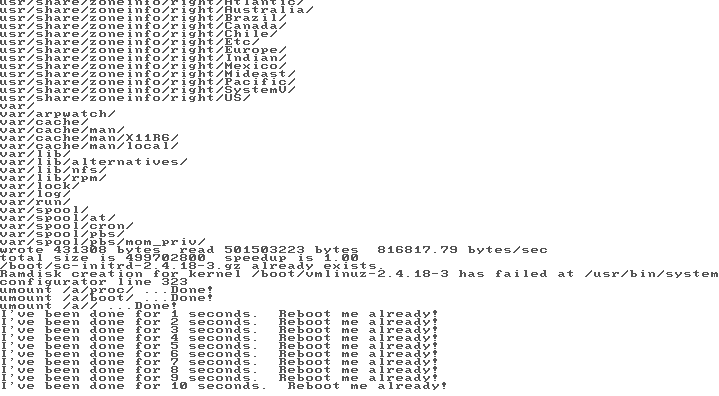 usr/share/zoneinfo/right/Atlantic/
usr/share/zoneinfo/right/Australia/
usr/share/zoneinfo/right/Brazil/
usr/share/zoneinfo/right/Canada/
usr/share/zoneinfo/right/Chile/
usr/share/zoneinfo/right/Etc/
usr/share/zoneinfo/right/Europe/
usr/share/zoneinfo/right/Indian/
usr/share/zoneinfo/right/Mexico/
usr/share/zoneinfo/right/Mideast/
usr/share/zoneinfo/right/Pacific/
usr/share/zoneinfo/right/SystemV/
usr/share/zoneinfo/right/US/
var/
var/arpwatch/
var/cache/
var/cache/man/
var/cache/man/X11R6/
var/cache/man/local/
var/lib/
var/lib/alternatives/
var/lib/nfs/
var/lib/rpm/
var/lock/
var/log/
var/run/
var/spool/
var/spool/at/
var/spool/cron/
var/spool/pbs/
var/spool/pbs/mom_priv/
wrote 431308 bytes  read 501503223 bytes  816817.79 bytes/sec
total size is 499702800  speedup is 1.00
/boot/sc-initrd-2.4.18-3.gz already exists.
Ramdisk creation for kernel /boot/vmlinuz-2.4.18-3 has failed at /usr/bin/system
configurator line 323
umount /a/proc/ ...Done!
umount /a/boot/ ...Done!
umount /a// ...Done!
I've been done for 1 seconds.  Reboot me already!
I've been done for 2 seconds.  Reboot me already!
I've been done for 3 seconds.  Reboot me already!
I've been done for 4 seconds.  Reboot me already!
I've been done for 5 seconds.  Reboot me already!
I've been done for 6 seconds.  Reboot me already!
I've been done for 7 seconds.  Reboot me already!
I've been done for 8 seconds.  Reboot me already!
I've been done for 9 seconds.  Reboot me already!
I've been done for 10 seconds.  Reboot me already!